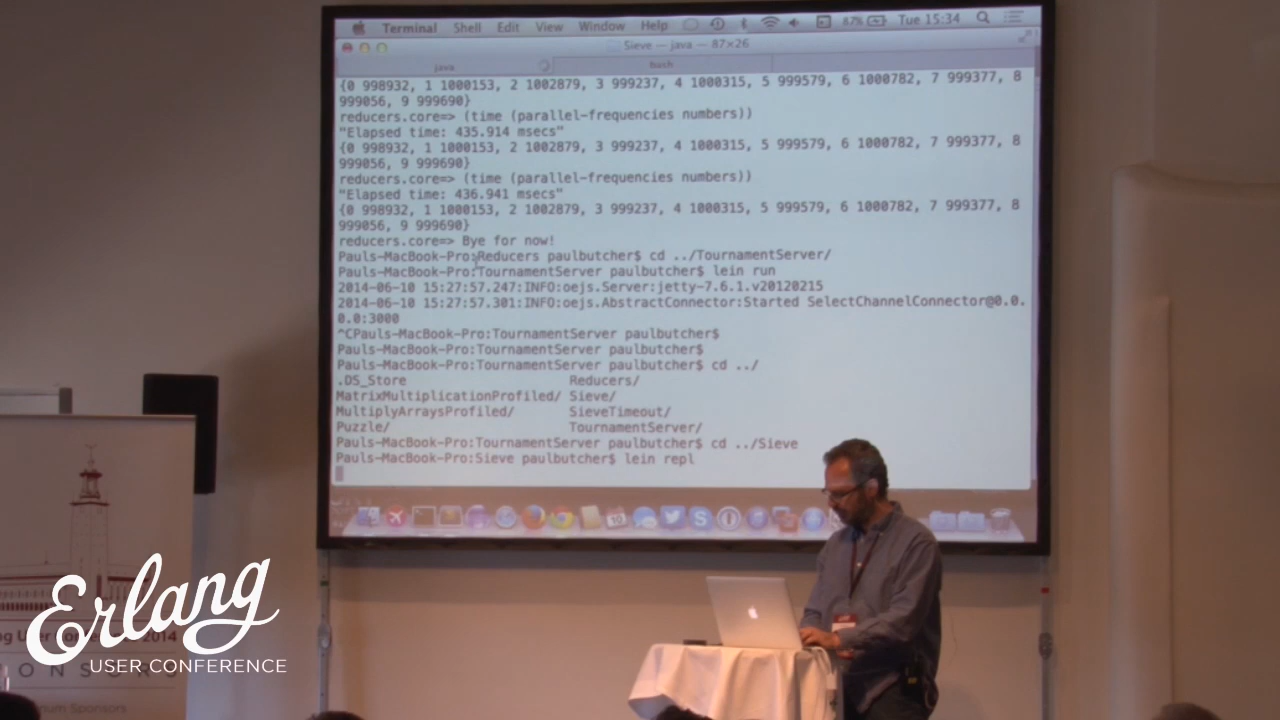 Terminal Shell Edit View Window Help 87% Tue 15:34
Sieve — java — 87×26
java
{0 998932, 1 1000153, 2 1002879, 3 999237, 4 1000315, 5 999579, 6 1000782, 7 999377, 8
999056, 9 999690}
reducers.core=> (time (parallel-frequencies numbers))
"Elapsed time: 435.914 msecs"
{0 998932, 1 1000153, 2 1002879, 3 999237, 4 1000315, 5 999579, 6 1000782, 7 999377, 8
999056, 9 999690}
reducers.core=> (time (parallel-frequencies numbers))
"Elapsed time: 436.941 msecs"
{0 998932, 1 1000153, 2 1002879, 3 999237, 4 1000315, 5 999579, 6 1000782, 7 999377, 8
999056, 9 999690}
reducers.core=> Bye for now!
Pauls-MacBook-Pro:Reducers paulbutcher$ cd ../TournamentServer/
Pauls-MacBook-Pro:TournamentServer paulbutcher$ lein run
2014-06-10 15:27:57.247:INFO:oejs.Server:jetty-7.6.1.v20120215
2014-06-10 15:27:57.301:INFO:oejs.AbstractConnector:Started SelectChannelConnector@0.0.
0.0:3000
^CPauls-MacBook-Pro:TournamentServer paulbutcher$
Pauls-MacBook-Pro:TournamentServer paulbutcher$
Pauls-MacBook-Pro:TournamentServer paulbutcher$ cd ../
.DS_Store Reducers/
MatrixMultiplicationProfiled/ Sieve/
MultiplyArraysProfiled/ SieveTimeout/
Puzzle/ TournamentServer/
Pauls-MacBook-Pro:TournamentServer paulbutcher$ cd ../Sieve
Pauls-MacBook-Pro:Sieve paulbutcher$ lein repl
Erlang
USER CONFERENCE
2014
Sponsors